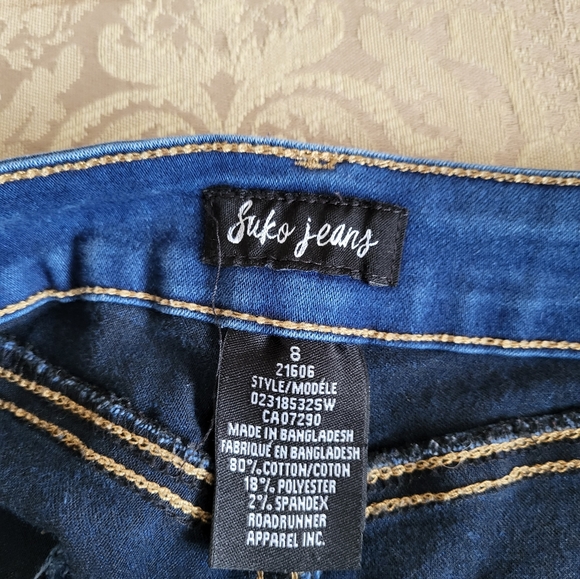 Suko jeans
8
21606
STYLE/MODÈLE
02318532SW
CA07290
MADE IN BANGLADESH
FABRIQUÉ EN BANGLADESH
80% COTTON/COTON
18% POLYESTER
2% SPANDEX
ROADRUNNER
APPAREL INC.